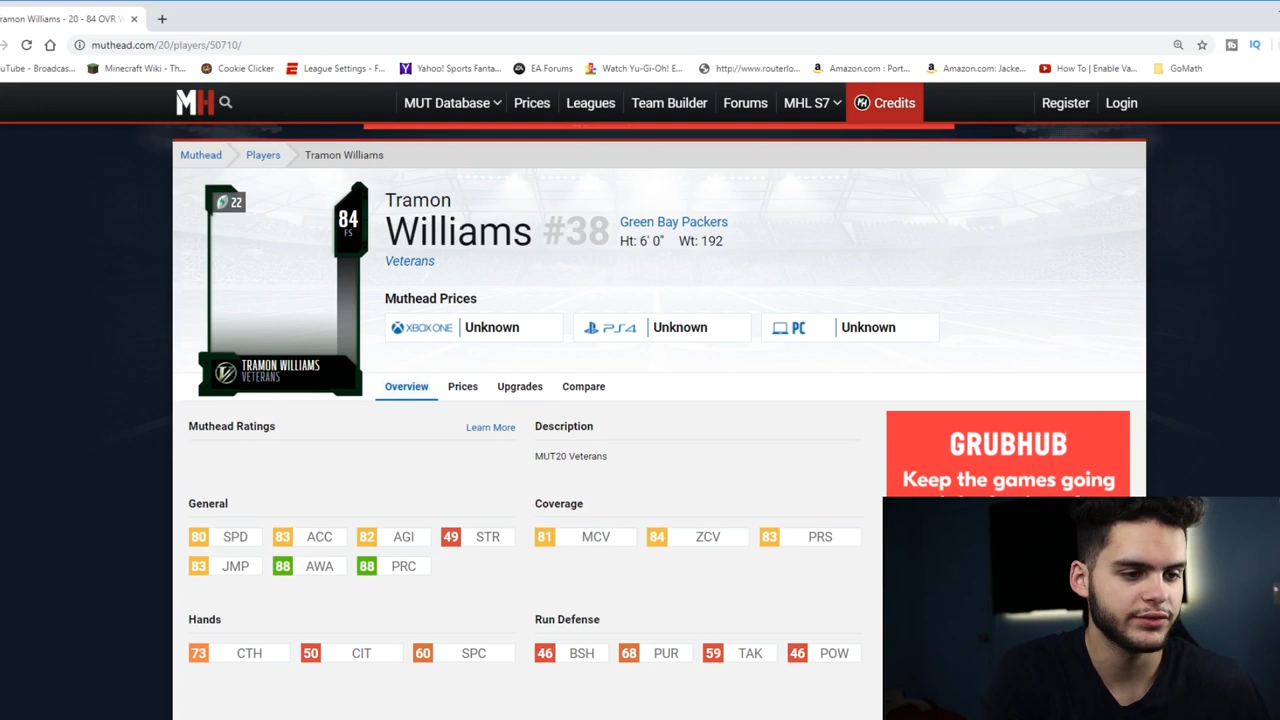 ramon Williams - 20 - 84 OVR
muthead.com/20/players/50710/
uTube - Broadcas...
Minecraft Wiki - Th...
Cookie Clicker
League Settings - F...
Yahoo! Sports Fanta...
EA Forums
Watch Yu-Gi-Oh! E...
http://www.routerlo...
Amazon.com : Port...
Amazon.com: Jacke...
How To | Enable Va...
GoMath
MH
MUT Database
Prices
Leagues
Team Builder
Forums
MHL S7
Credits
Register
Login
Muthead
Players
Tramon Williams
22
84
FS
TRAMON WILLIAMS
VETERANS
Tramon
Williams #38
Green Bay Packers
Ht: 6' 0" Wt: 192
Veterans
Muthead Prices
XBOX ONE Unknown
PS4 Unknown
PC Unknown
Overview
Prices
Upgrades
Compare
Muthead Ratings
Learn More
Description
MUT20 Veterans
GRUBHUB
Keep the games going
General
80 SPD
83 ACC
82 AGI
49 STR
83 JMP
88 AWA
88 PRC
Coverage
81 MCV
84 ZCV
83 PRS
Hands
73 CTH
50 CIT
60 SPC
Run Defense
46 BSH
68 PUR
59 TAK
46 POW